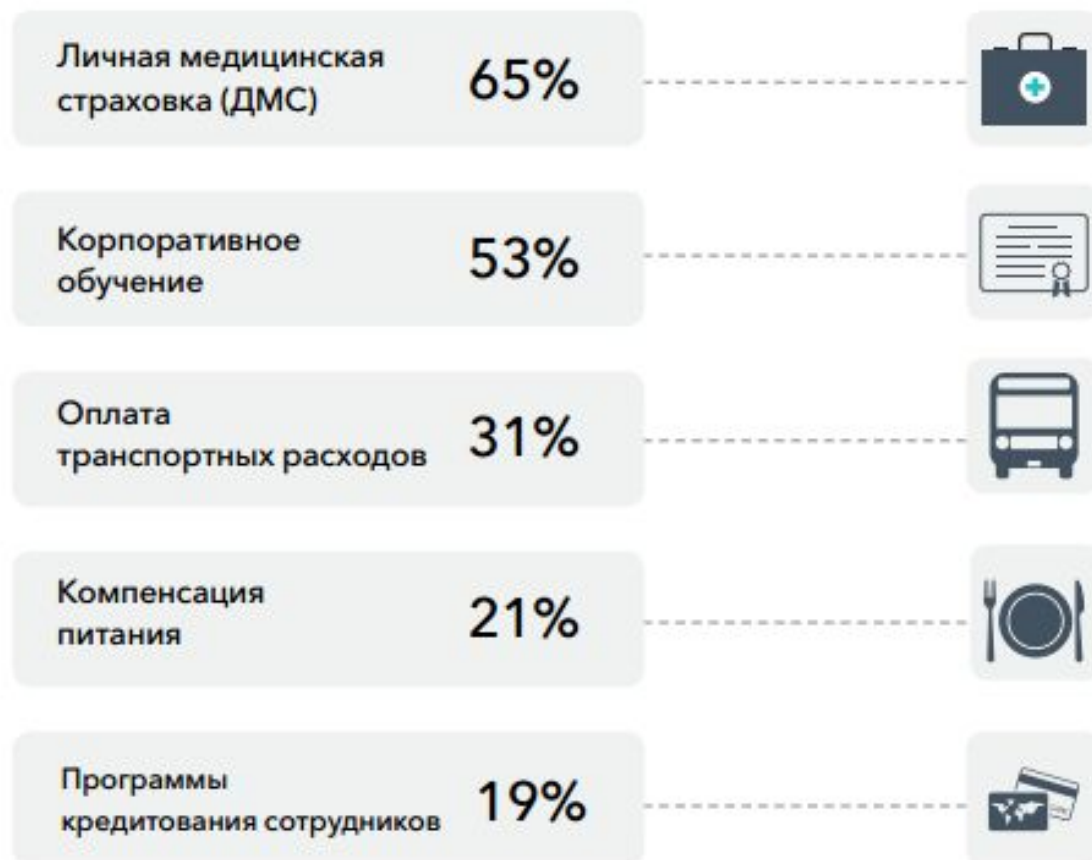 Личная медицинская
страховка (ДМС)
65%
Корпоративное
обучение
53%
Оплата
транспортных расходов
31%
Компенсация
питания
21%
Программы
кредитования сотрудников
19%